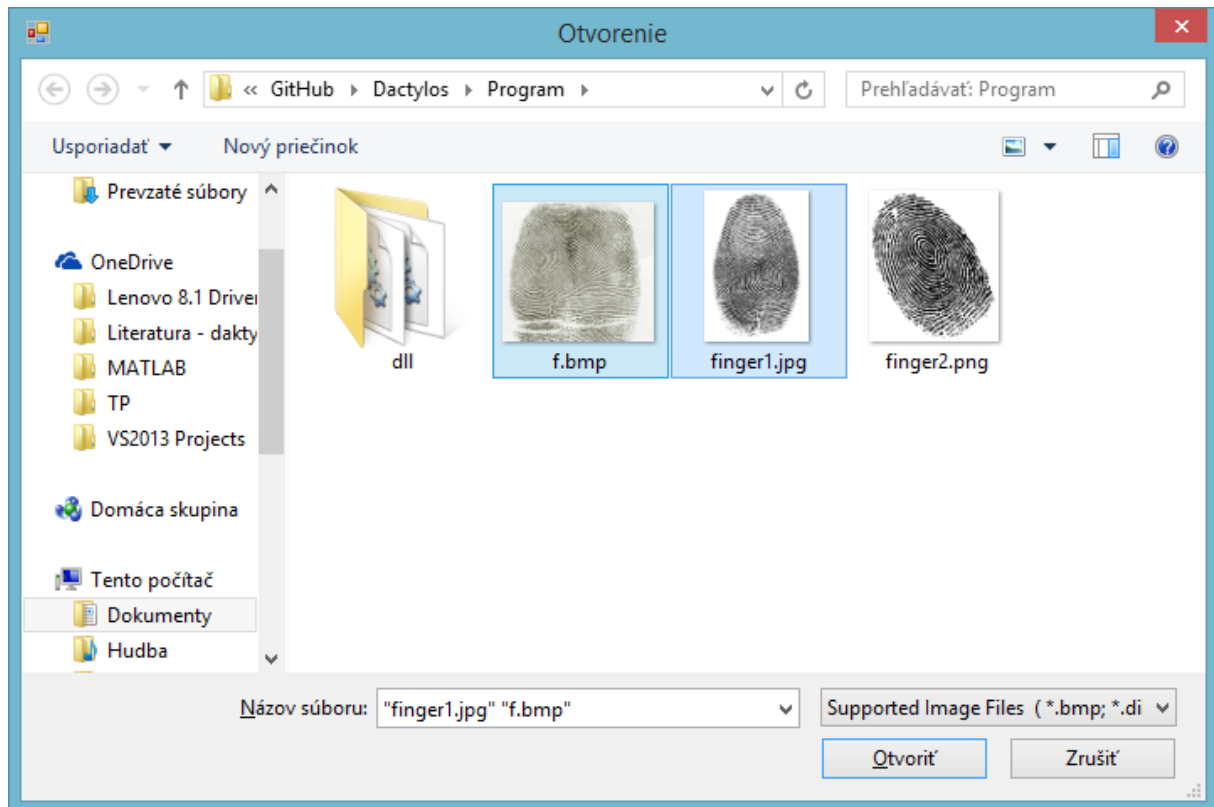 Otvorenie
« GitHub Dactylos Program
Prehľadávať: Program
Usporiadať
Nový priečinok
Prevzaté súbory
OneDrive
Lenovo 8.1 Driver
Literatura - dakty
MATLAB
TP
VS2013 Projects
Domáca skupina
Tento počítač
Dokumenty
Hudba
dll
f.bmp
finger1.jpg
finger2.png
Názov súboru: "finger1.jpg" "f.bmp"
Supported Image Files ( *.bmp; *.di
Otvoriť
Zrušiť